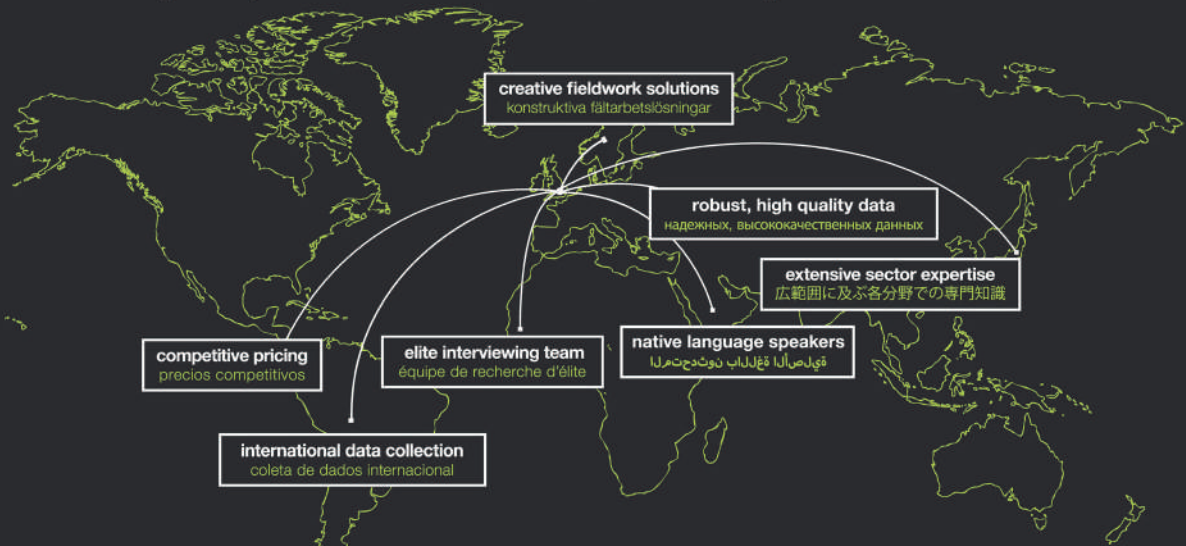 creative fieldwork solutions
konstruktiva fältarbetslösningar
robust, high quality data
надежных, высококачественных данных
extensive sector expertise
広範囲に及ぶ各分野での専門知識
native language speakers
المتحدثون باللغة الأصلية
competitive pricing
precios competitivos
elite interviewing team
équipe de recherche d'élite
international data collection
coleta de dados internacional